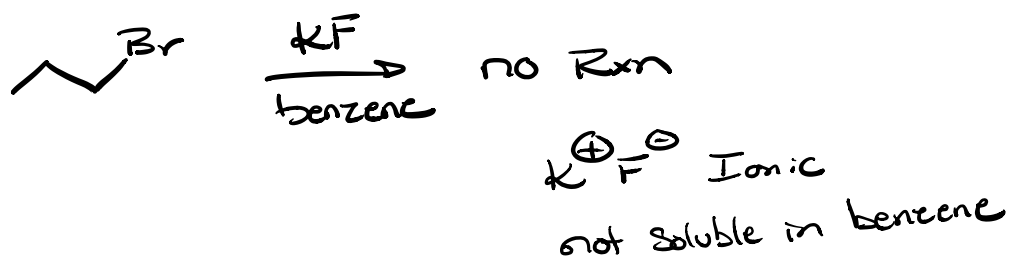 Br
KF
benzene
no Rxn
K⊕ F⊖ Ionic
not soluble in benzene